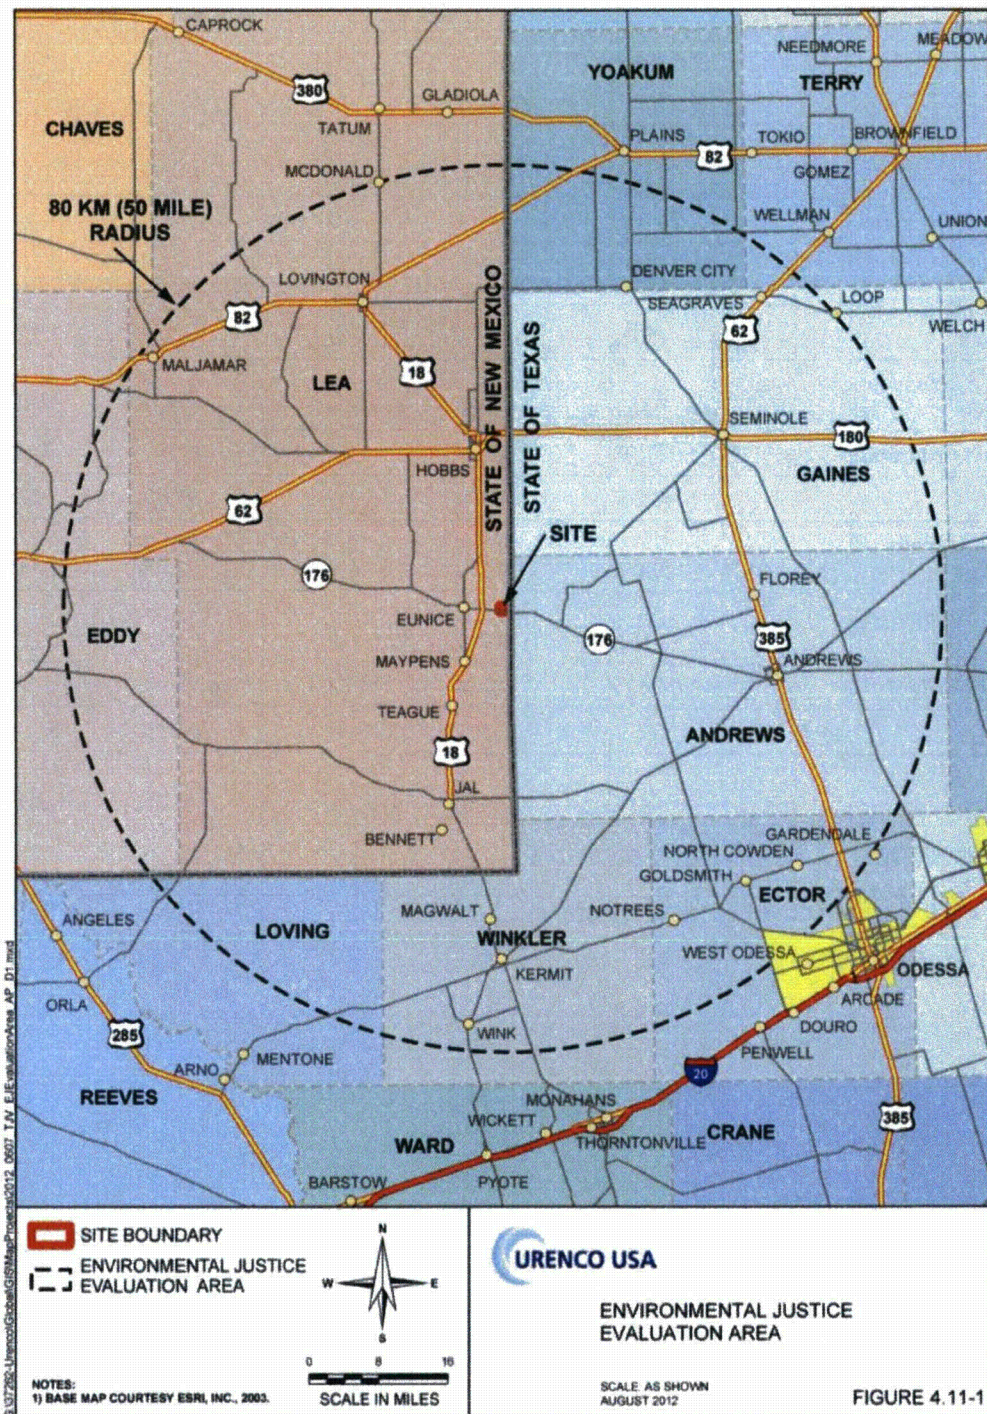 CAPROCK
NEEDMORE
MEADOW
YOAKUM
TERRY
380
GLADIOLA
CHAVES
TATUM
PLAINS
TOKIO
BROWNFIELD
82
MCDONALD
GOMEZ
80 KM (50 MILE)
RADIUS
WELLMAN
UNION
LOVINGTON
DENVER CITY
SEAGRAVES
LOOP
82
62
WELCH
MALJAMAR
STATE OF NEW MEXICO
STATE OF TEXAS
LEA
18
SEMINOLE
180
HOBBS
GAINES
62
SITE
176
FLOREY
EUNICE
EDDY
176
385
MAYPENS
ANDREWS
TEAGUE
ANDREWS
18
JAL
BENNETT
GARDENDALE
NORTH COWDEN
GOLDSMITH
ECTOR
ANGELES
MAGWALT
NOTREES
LOVING
WINKLER
WEST ODESSA
KERMIT
ODESSA
ORLA
ARCADE
285
WINK
DOURO
PENWELL
MENTONE
ARNO
20
REEVES
MONAHANS
WICKETT
385
WARD
THORNTONVILLE
CRANE
BARSTOW
PYOTE
SITE BOUNDARY
ENVIRONMENTAL JUSTICE
EVALUATION AREA
N
W
E
S
0 8 16
SCALE IN MILES
NOTES:
1) BASE MAP COURTESY ESRI, INC., 2003.
URENCO USA
ENVIRONMENTAL JUSTICE
EVALUATION AREA
SCALE: AS SHOWN
AUGUST 2012
FIGURE 4.11-1